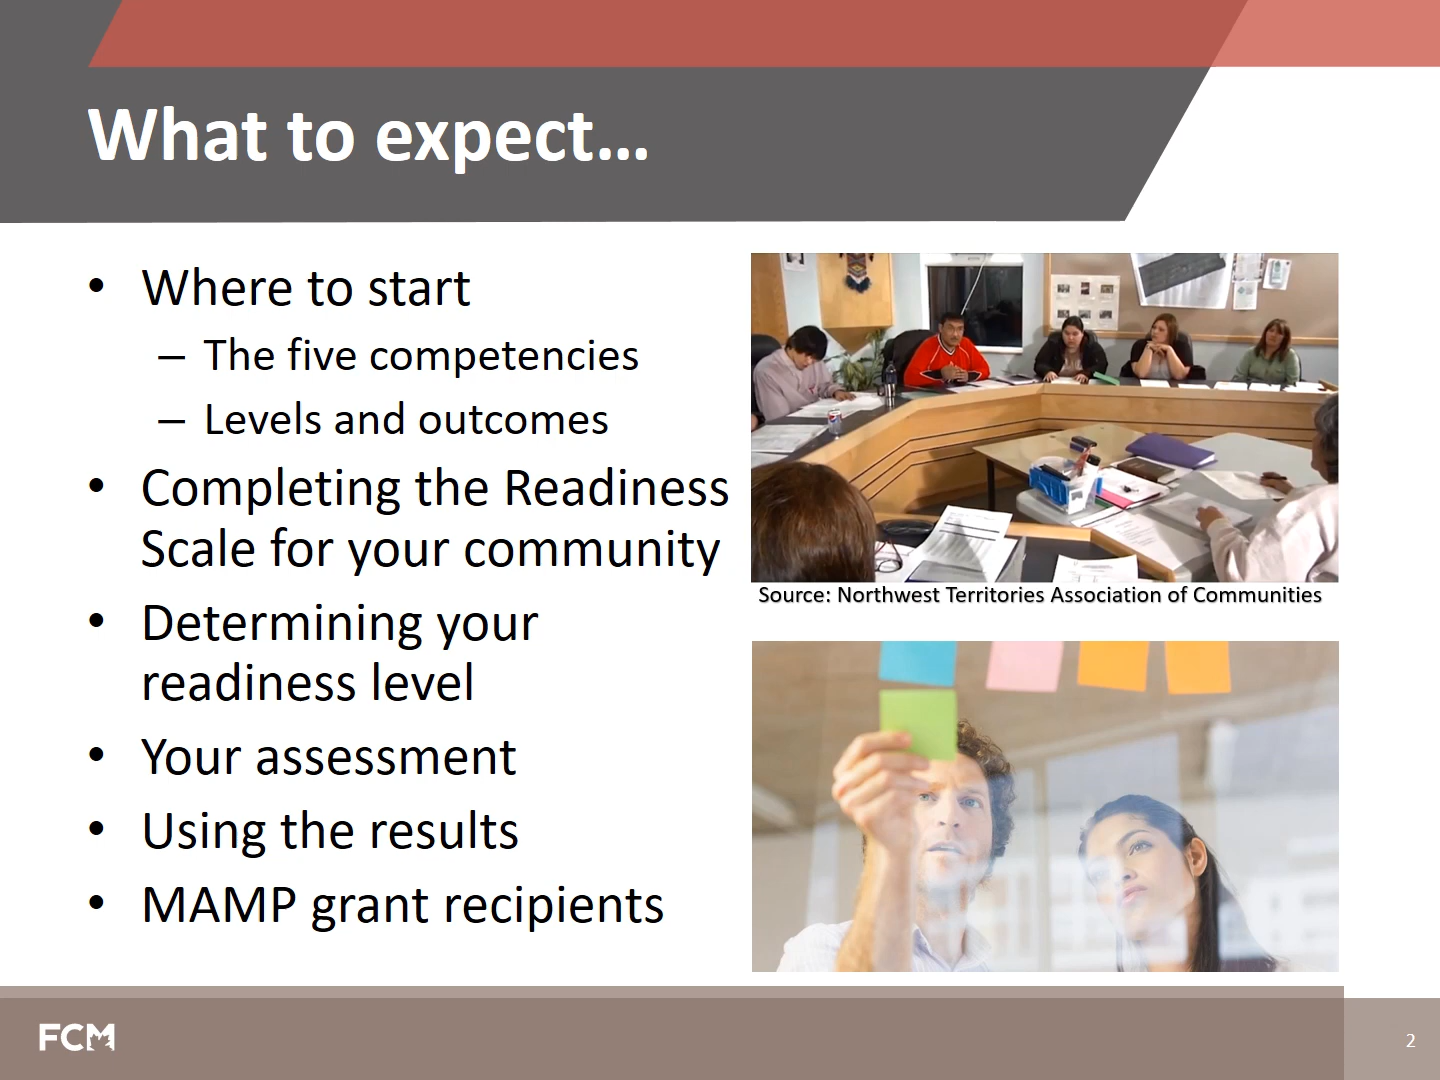 What to expect…
• Where to start
– The five competencies
– Levels and outcomes
• Completing the Readiness
Scale for your community
• Determining your
readiness level
• Your assessment
• Using the results
• MAMP grant recipients
Source: Northwest Territories Association of Communities
FCM
2